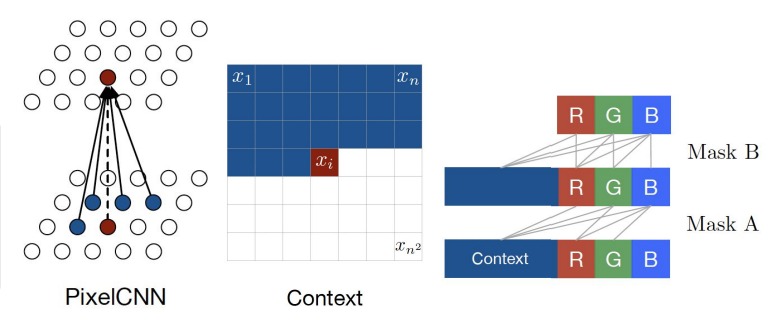 x_1
x_n
x_i
x_{n^2}
PixelCNN
Context
R G B
Mask B
R G B
Mask A
Context R G B